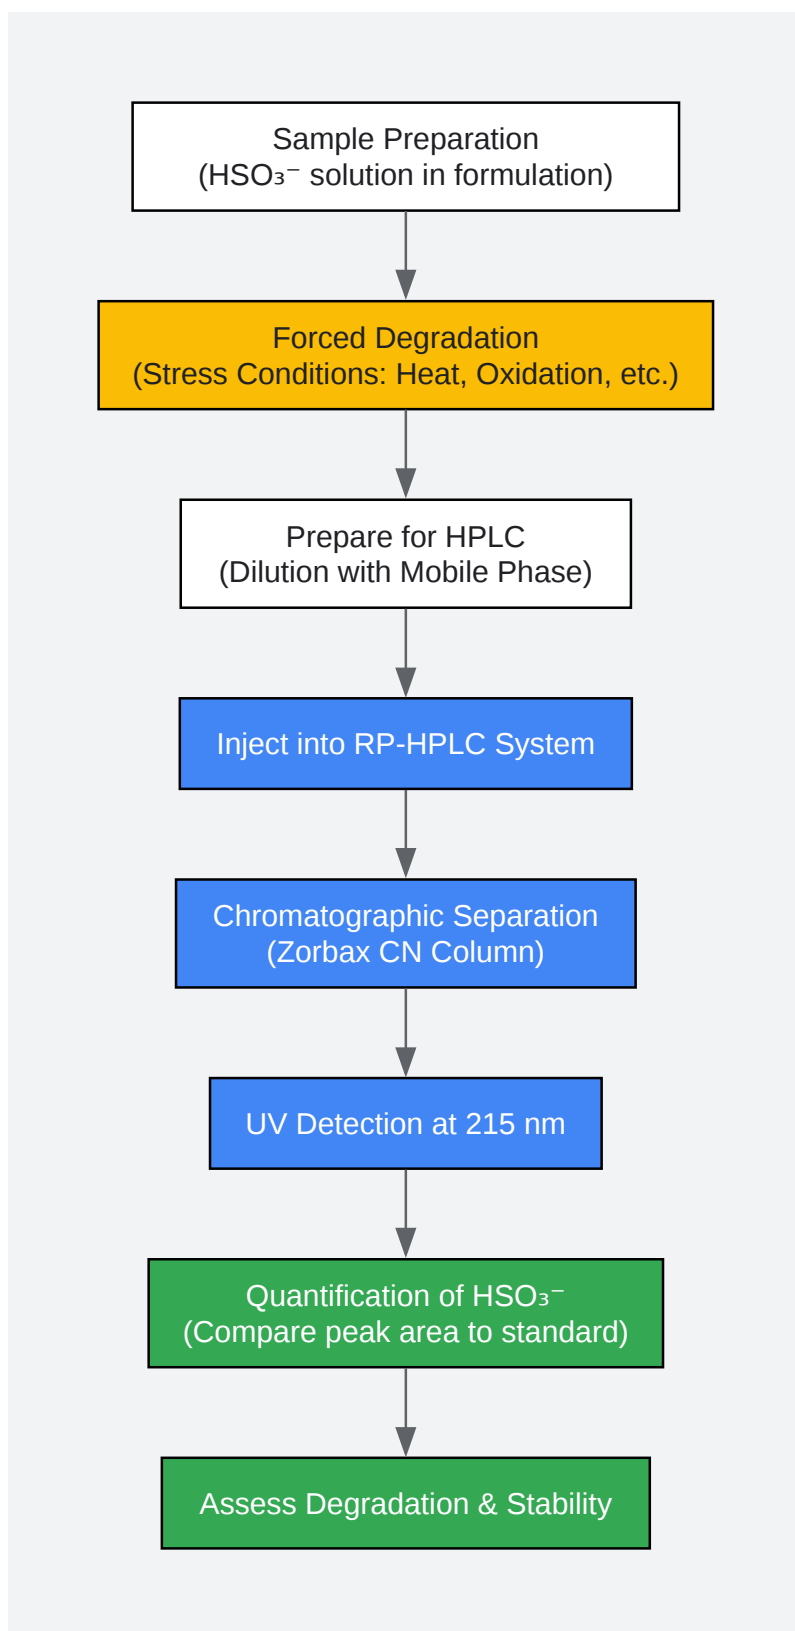 Sample Preparation
(HSO₃⁻ solution in formulation)
Forced Degradation
(Stress Conditions: Heat, Oxidation, etc.)
Prepare for HPLC
(Dilution with Mobile Phase)
Inject into RP-HPLC System
Chromatographic Separation
(Zorbax CN Column)
UV Detection at 215 nm
Quantification of HSO₃⁻
(Compare peak area to standard)
Assess Degradation & Stability